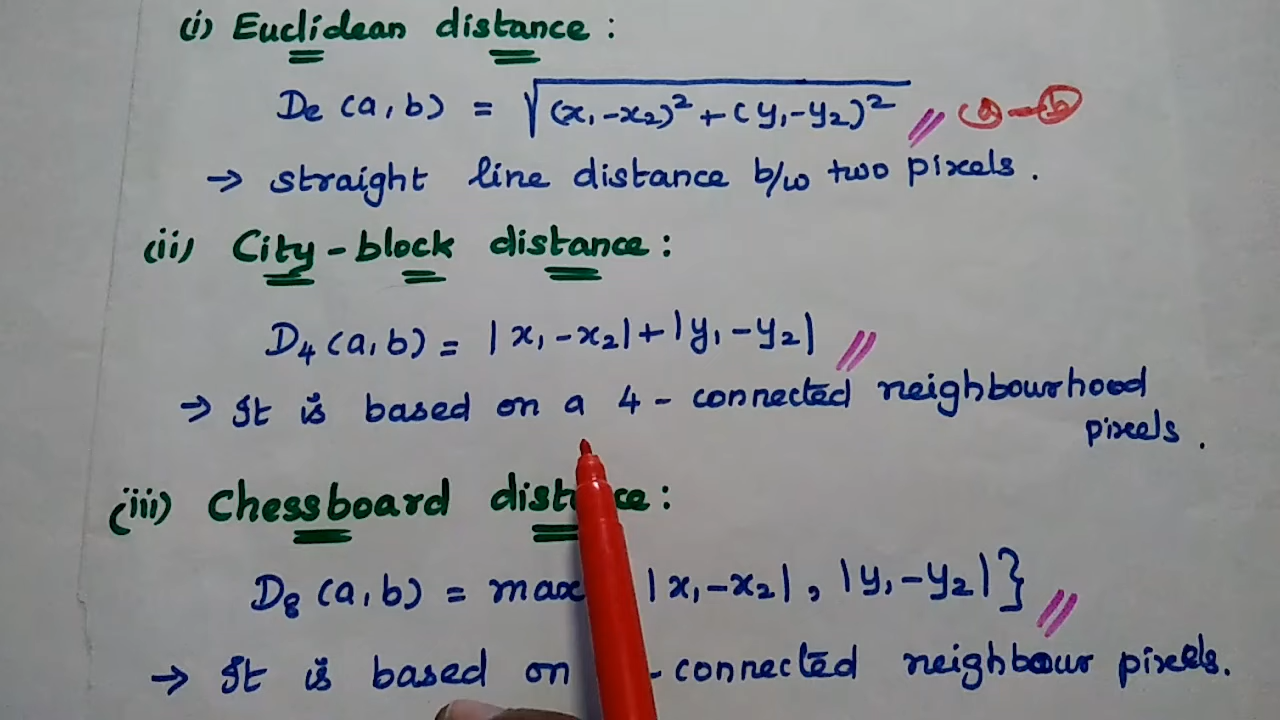 (i) Euclidean distance :
De (a, b) = √(x₁-x₂)² + (y₁-y₂)² // a - b
→ straight line distance b/w two pixels .
(ii) City - block distance :
D₄ (a, b) = |x₁ - x₂| + |y₁ - y₂| //
→ It is based on a 4 - connected neighbourhood
pixels .
(iii) Chessboard distance :
D₈ (a, b) = max |x₁-x₂| , |y₁-y₂| } //
→ It is based on - connected neighbour pixels.